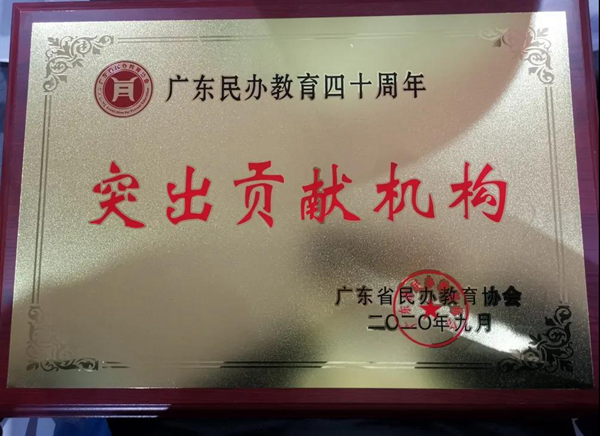 广东民办教育四十周年
突出贡献机构
广东省民办教育协会
二〇二〇年九月